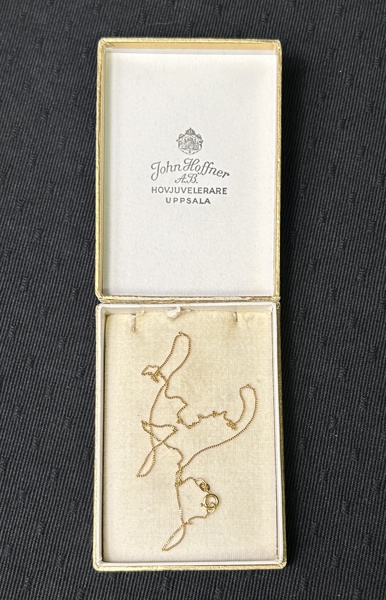 John Hoffner
A.B.
HOVJUVELERARE
UPPSALA